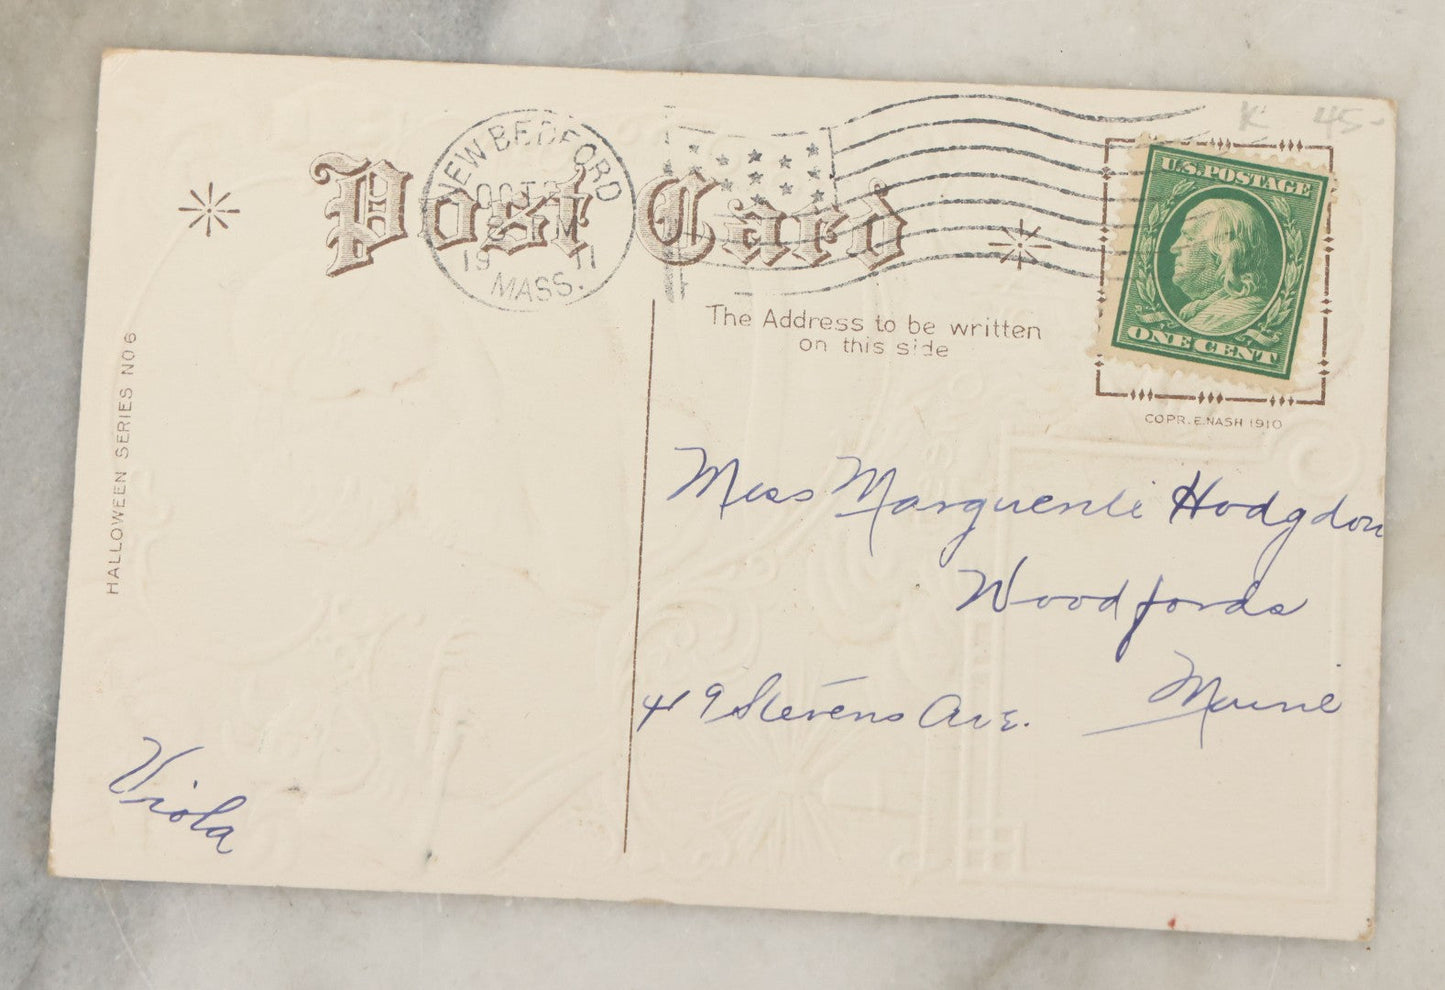 K 45-
Post Card
NEW BEDFORD
OCT
M
19 11
MASS.
U.S. POSTAGE
ONE CENT
The Address to be written
on this side
COPR. E. NASH 1910
HALLOWEEN SERIES NO 6
Miss Marguerite Hodgdon
Woodfords
49 Stevens Ave. Maine
Viola